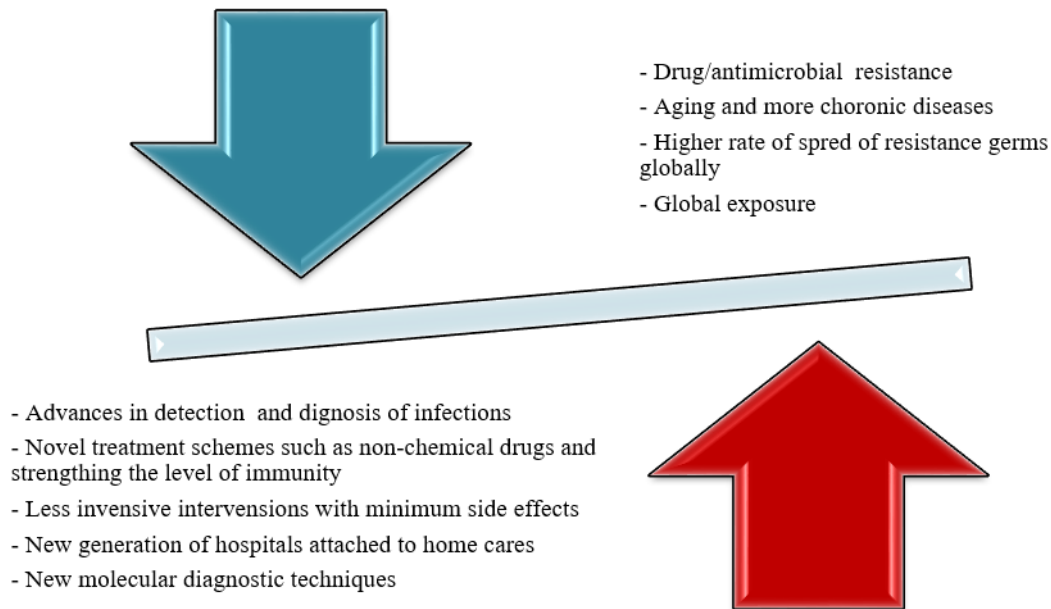 - Drug/antimicrobial  resistance
- Aging and more choronic diseases
- Higher rate of spred of resistance germs
globally
- Global exposure
- Advances in detection  and dignosis of infections
- Novel treatment schemes such as non-chemical drugs and
strengthing the level of immunity
- Less invensive intervensions with minimum side effects
- New generation of hospitals attached to home cares
- New molecular diagnostic techniques